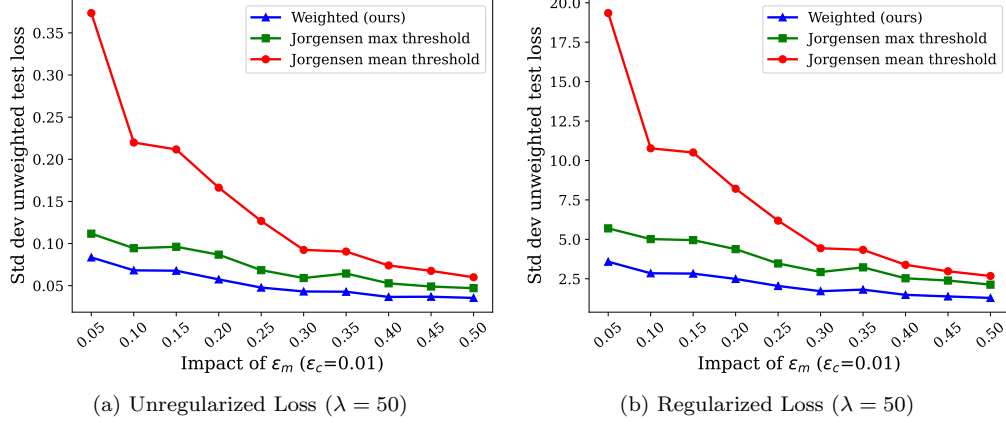 Std dev unweighted test loss
0.35
0.30
0.25
0.20
0.15
0.10
0.05
Weighted (ours)
Jorgensen max threshold
Jorgensen mean threshold
0.05 0.10 0.15 0.20 0.25 0.30 0.35 0.40 0.45 0.50
Impact of ε_m (ε_c=0.01)
(a) Unregularized Loss (λ = 50)
Std dev unweighted test loss
20.0
17.5
15.0
12.5
10.0
7.5
5.0
2.5
Weighted (ours)
Jorgensen max threshold
Jorgensen mean threshold
0.05 0.10 0.15 0.20 0.25 0.30 0.35 0.40 0.45 0.50
Impact of ε_m (ε_c=0.01)
(b) Regularized Loss (λ = 50)